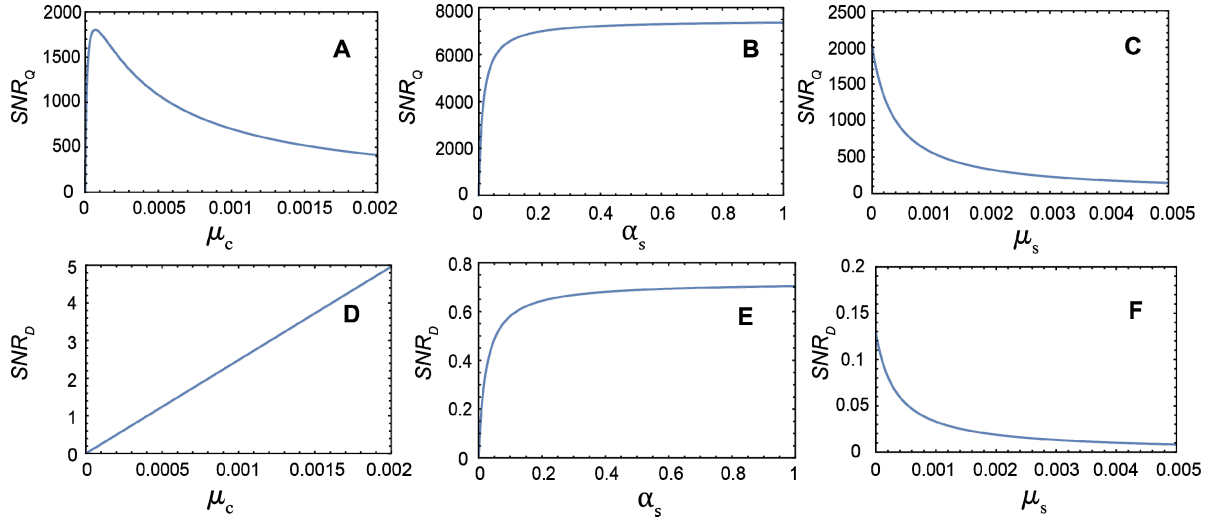 A
SNR_Q
2000
1500
1000
500
0
0 0.0005 0.001 0.0015 0.002
μ_c
B
SNR_Q
8000
6000
4000
7000
0
0 0.2 0.4 0.6 0.8 1
α_s
C
SNR_Q
2500
2000
1500
1000
500
0
0 0.001 0.002 0.003 0.004 0.005
μ_s
D
SNR_D
5
4
3
2
1
0
0 0.0005 0.001 0.0015 0.002
μ_c
E
SNR_D
0.8
0.6
0.4
0.2
0
0 0.2 0.4 0.6 0.8 1
α_s
F
SNR_D
0.2
0.15
0.1
0.05
0
0 0.001 0.002 0.003 0.004 0.005
μ_s